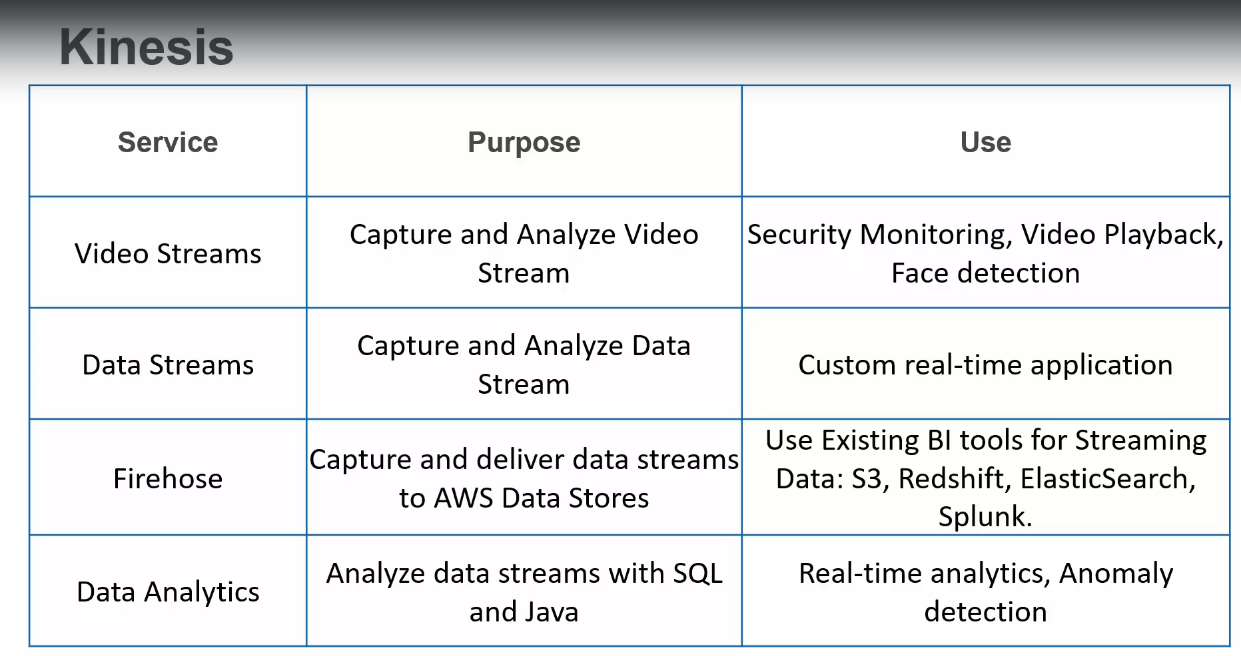 Kinesis
Service
Purpose
Use
Video Streams
Capture and Analyze Video
Stream
Security Monitoring, Video Playback,
Face detection
Data Streams
Capture and Analyze Data
Stream
Custom real-time application
Firehose
Capture and deliver data streams
to AWS Data Stores
Use Existing BI tools for Streaming
Data: S3, Redshift, ElasticSearch,
Splunk.
Data Analytics
Analyze data streams with SQL
and Java
Real-time analytics, Anomaly
detection